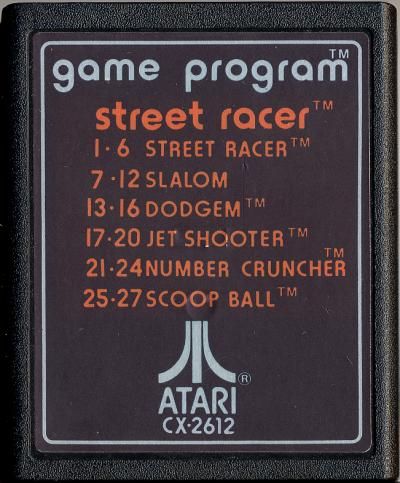 game program™
street racer™
1·6 STREET RACER™
7·12 SLALOM
13·16 DODGEM™
17·20 JET SHOOTER™
21·24 NUMBER CRUNCHER™
25·27 SCOOP BALL™
®
ATARI
CX-2612